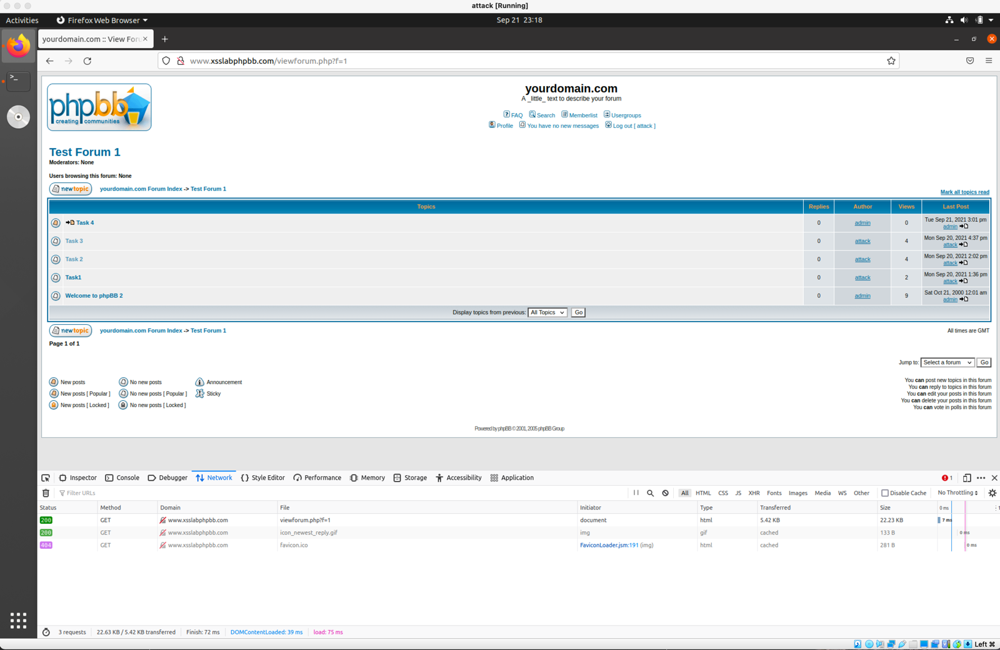 attack [Running]
Activities
Firefox Web Browser
Sep 21 23:18
yourdomain.com :: View Foru
www.xsslabphpbb.com/viewforum.php?f=1
phpbb
creating communities
yourdomain.com
A _little_ text to describe your forum
FAQ Search Memberlist Usergroups
Profile You have no new messages Log out [ attack ]
Test Forum 1
Moderators: None
Users browsing this forum: None
newtopic yourdomain.com Forum Index -> Test Forum 1
Mark all topics read
Topics Replies Author Views Last Post
Task 4 0 admin 0 Tue Sep 21, 2021 3:01 pm
admin
Task 3 0 attack 4 Mon Sep 20, 2021 4:37 pm
attack
Task 2 0 attack 4 Mon Sep 20, 2021 2:02 pm
attack
Task1 0 attack 2 Mon Sep 20, 2021 1:36 pm
attack
Welcome to phpBB 2 0 admin 9 Sat Oct 21, 2000 12:01 am
admin
Display topics from previous: All Topics Go
newtopic yourdomain.com Forum Index -> Test Forum 1 All times are GMT
Page 1 of 1
Jump to: Select a forum Go
New posts No new posts Announcement
New posts [ Popular ] No new posts [ Popular ] Sticky
New posts [ Locked ] No new posts [ Locked ]
You can post new topics in this forum
You can reply to topics in this forum
You can edit your posts in this forum
You can delete your posts in this forum
You can vote in polls in this forum
Powered by phpBB © 2001, 2005 phpBB Group
Inspector Console Debugger Network Style Editor Performance Memory Storage Accessibility Application 1
Filter URLs All HTML CSS JS XHR Fonts Images Media WS Other Disable Cache No Throttling
Status Method Domain File Initiator Type Transferred Size 0 ms
200 GET www.xsslabphpbb.com viewforum.php?f=1 document html 5.42 KB 22.23 KB 7 ms
200 GET www.xsslabphpbb.com icon_newest_reply.gif img gif cached 133 B 0 ms
404 GET www.xsslabphpbb.com favicon.ico FaviconLoader.jsm:191 (img) html cached 281 B 0 ms
3 requests 22.63 KB / 5.42 KB transferred Finish: 72 ms DOMContentLoaded: 39 ms load: 75 ms
Left ⌘